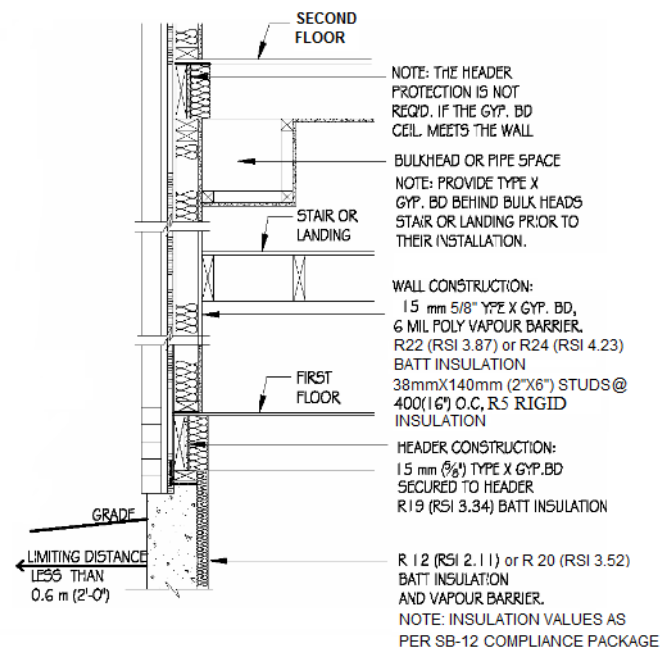 SECOND
FLOOR
NOTE: THE HEADER
PROTECTION IS NOT
REQ'D. IF THE GYP. BD
CEIL. MEETS THE WALL
BULKHEAD OR PIPE SPACE
NOTE: PROVIDE TYPE X
GYP. BD BEHIND BULK HEADS
STAIR OR LANDING PRIOR TO
THEIR INSTALLATION.
STAIR OR
LANDING
WALL CONSTRUCTION:
15 mm 5/8" TYPE X GYP. BD,
6 MIL POLY VAPOUR BARRIER,
R22 (RSI 3.87) or R24 (RSI 4.23)
BATT INSULATION
38mmX140mm (2"X6") STUDS@
400(16") O.C, R5 RIGID
INSULATION
FIRST
FLOOR
HEADER CONSTRUCTION:
15 mm (5/8") TYPE X GYP.BD
SECURED TO HEADER
R19 (RSI 3.34) BATT INSULATION
GRADE
LIMITING DISTANCE
LESS THAN
0.6 m (2'-0")
R 12 (RSI 2.11) or R 20 (RSI 3.52)
BATT INSULATION
AND VAPOUR BARRIER.
NOTE: INSULATION VALUES AS
PER SB-12 COMPLIANCE PACKAGE